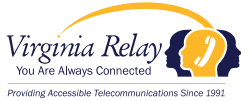 Virginia Relay
You Are Always Connected
Providing Accessible Telecommunications Since 1991